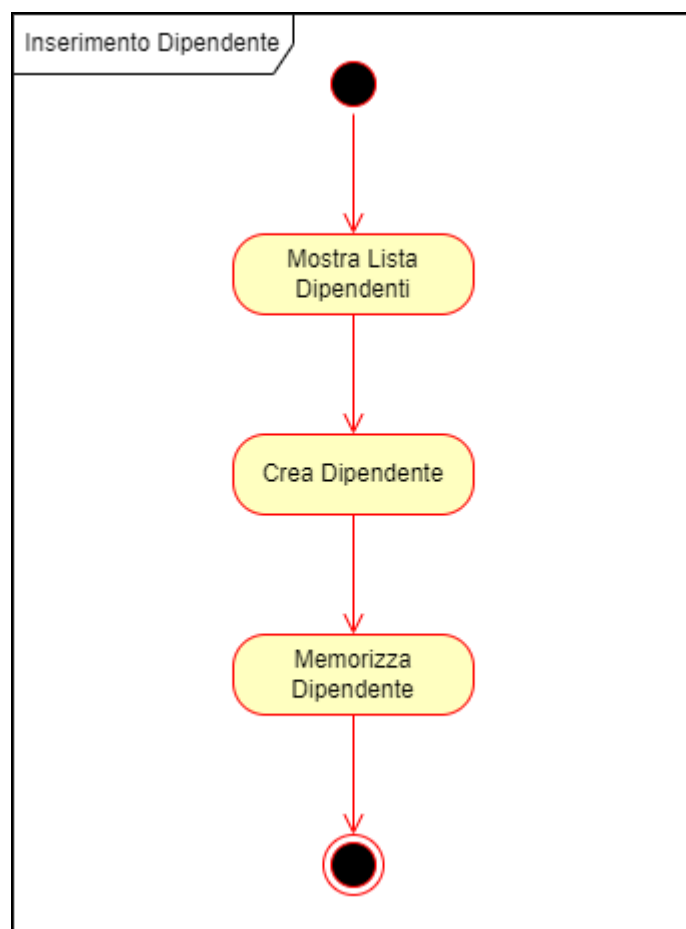 Inserimento Dipendente
Mostra Lista
Dipendenti
Crea Dipendente
Memorizza
Dipendente